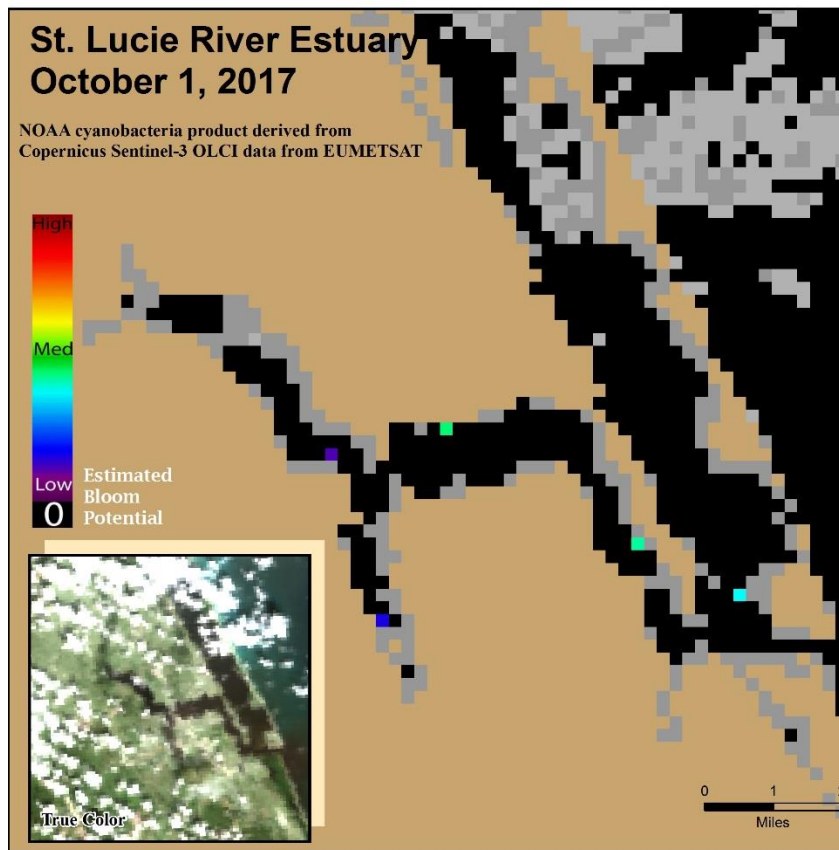 St. Lucie River Estuary
October 1, 2017
NOAA cyanobacteria product derived from
Copernicus Sentinel-3 OLCI data from EUMETSAT
High
Med
Low
0
Estimated
Bloom
Potential
True Color
0 1
Miles